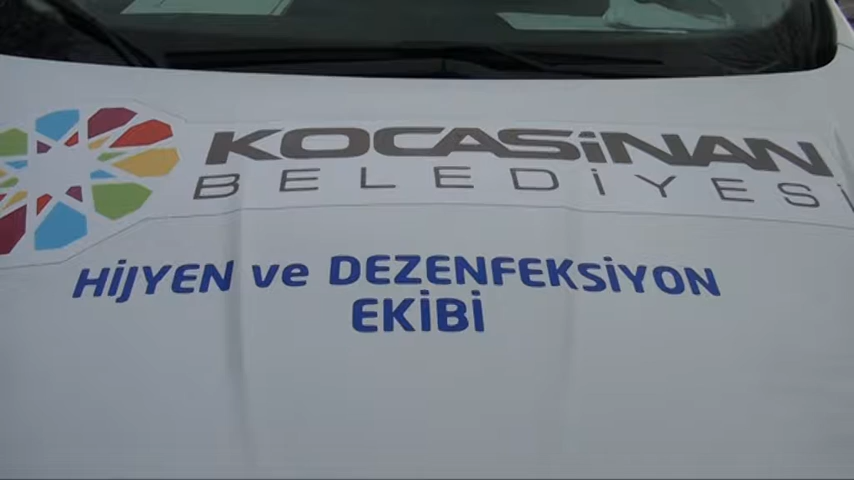 KOCASİNAN
BELEDİYESİ
HİJYEN ve DEZENFEKSİYON
EKİBİ